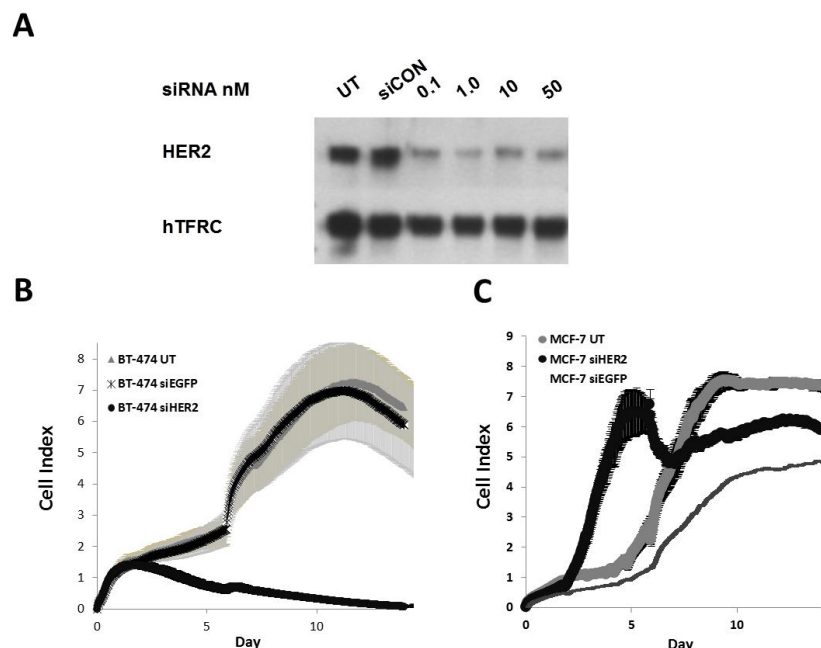 A
siRNA nM UT siCON 0.1 1.0 10 50
HER2
hTFRC
B
BT-474 UT
BT-474 siEGFP
BT-474 siHER2
Cell Index
8
7
6
5
4
3
2
1
0
0 5 10
Day
C
MCF-7 UT
MCF-7 siHER2
MCF-7 siEGFP
Cell Index
9
8
7
6
5
4
3
2
1
0
0 5 10
Day